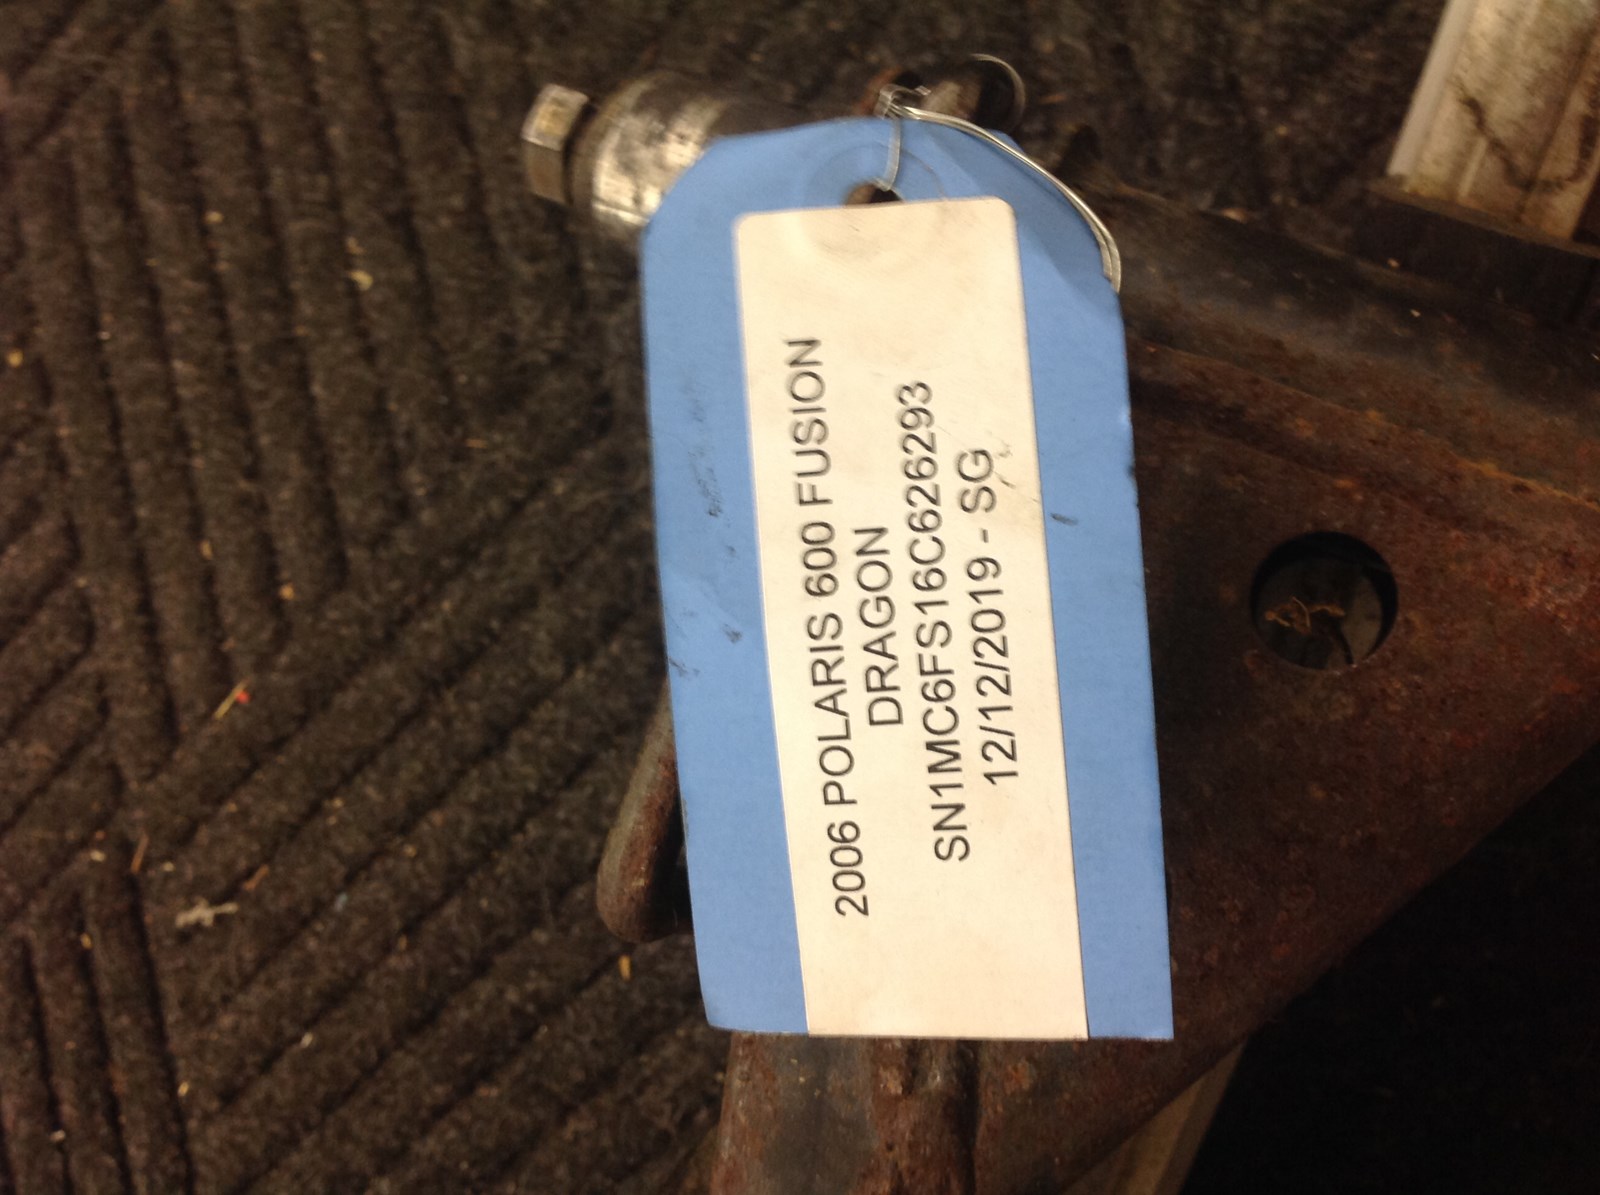 2006 POLARIS 600 FUSION
DRAGON
SN1MC6FS16C626293
12/12/2019 - SG